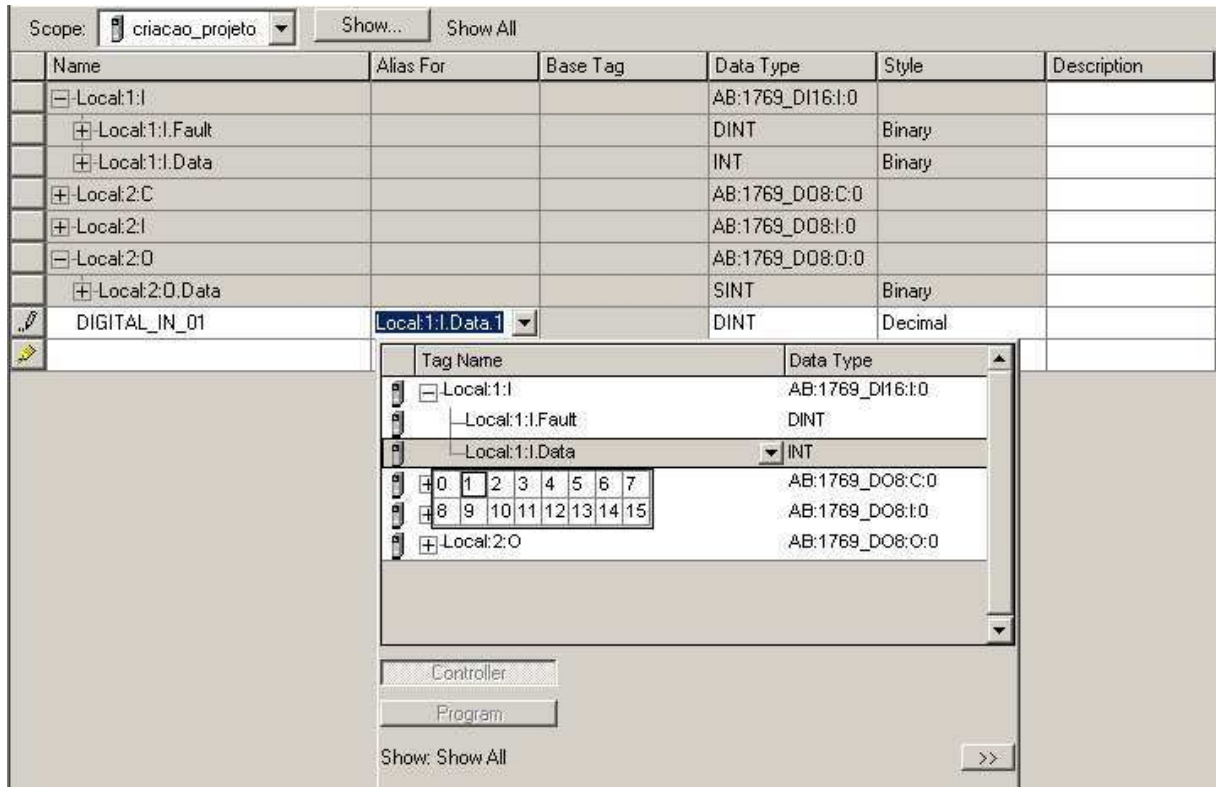 Scope: criacao_projeto Show... Show All
Name Alias For Base Tag Data Type Style Description
Local:1:I AB:1769_DI16:I:0
Local:1:I.Fault DINT Binary
Local:1:I.Data INT Binary
Local:2:C AB:1769_DO8:C:0
Local:2:I AB:1769_DO8:I:0
Local:2:O AB:1769_DO8:O:0
Local:2:O.Data SINT Binary
DIGITAL_IN_01 Local:1:I.Data.1 DINT Decimal
Tag Name Data Type
Local:1:I AB:1769_DI16:I:0
Local:1:I.Fault DINT
Local:1:I.Data INT
0 1 2 3 4 5 6 7 AB:1769_DO8:C:0
8 9 10 11 12 13 14 15 AB:1769_DO8:I:0
Local:2:O AB:1769_DO8:O:0
Controller
Program
Show: Show All >>